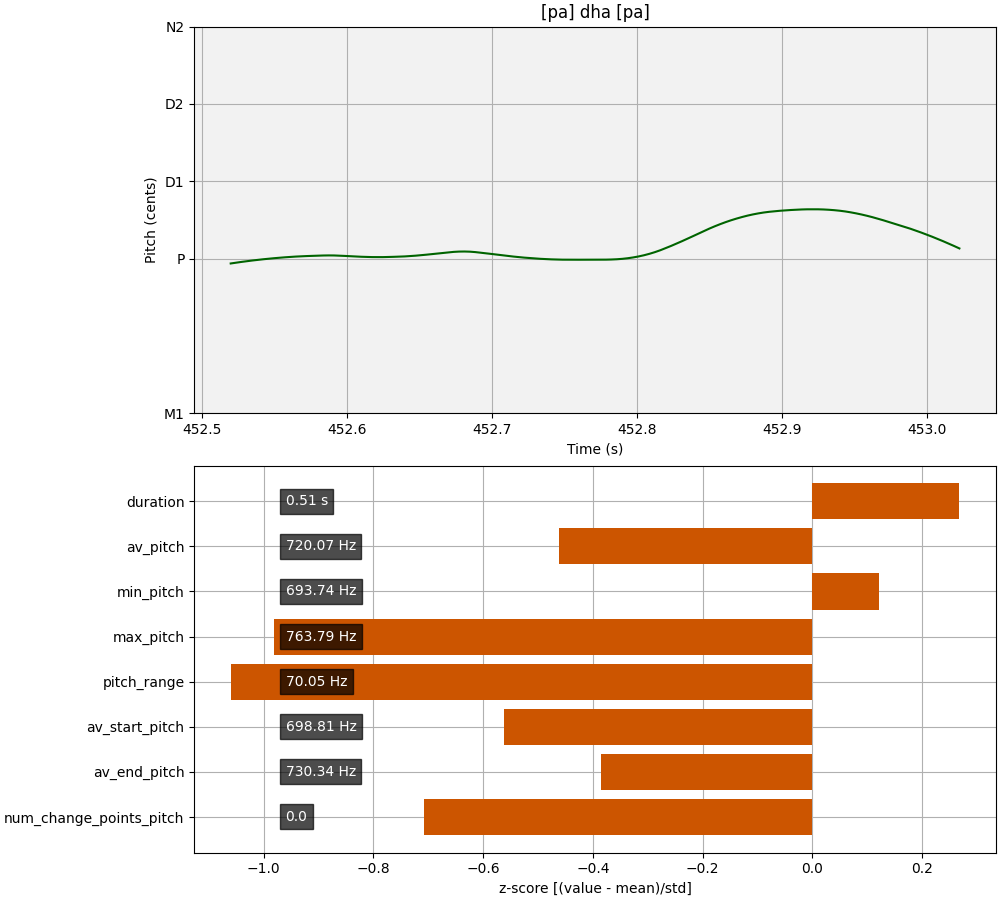 [pa] dha [pa]
N2
D2
D1
P
M1
Pitch (cents)
452.5 452.6 452.7 452.8 452.9 453.0
Time (s)
duration 0.51 s
av_pitch 720.07 Hz
min_pitch 693.74 Hz
max_pitch 763.79 Hz
pitch_range 70.05 Hz
av_start_pitch 698.81 Hz
av_end_pitch 730.34 Hz
num_change_points_pitch 0.0
−1.0 −0.8 −0.6 −0.4 −0.2 0.0 0.2
z-score [(value - mean)/std]